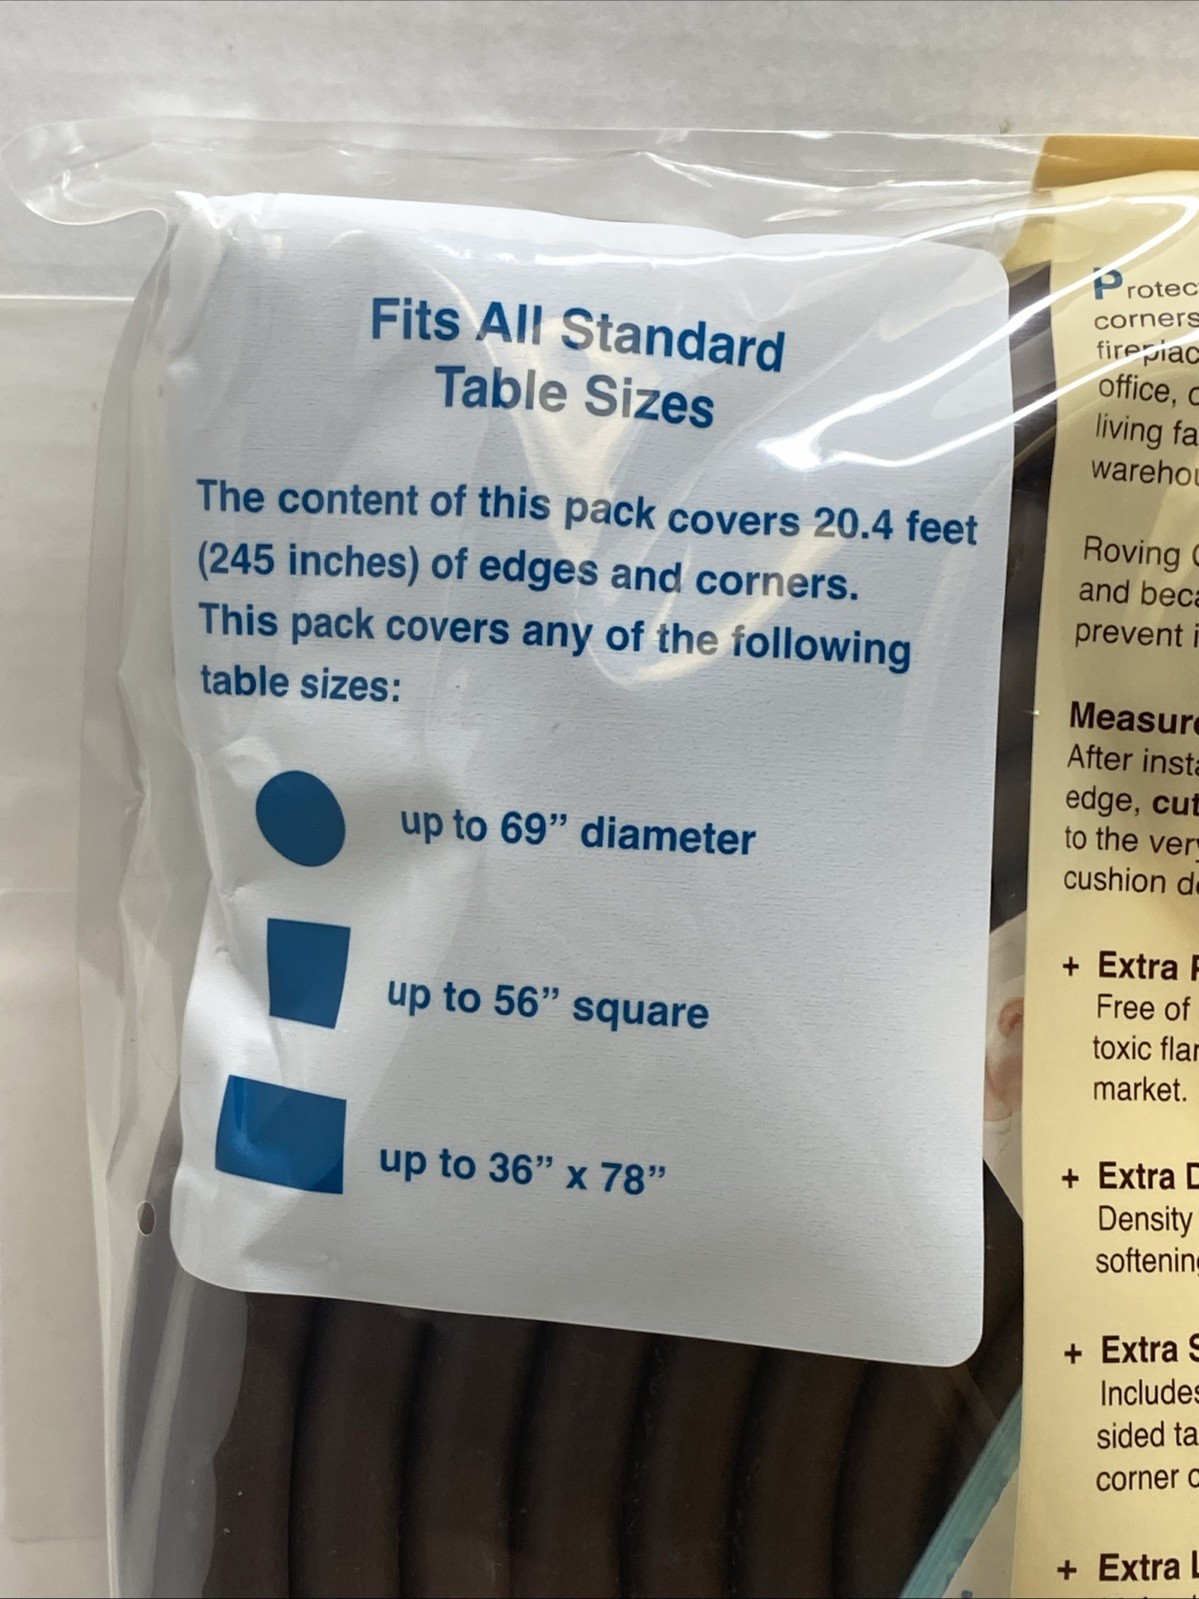 Fits All Standard
Table Sizes
The content of this pack covers 20.4 feet
(245 inches) of edges and corners.
This pack covers any of the following
table sizes:
up to 69” diameter
up to 56” square
up to 36” x 78”
corners
office,
living
Roving
and
prevent
After
edge, cut
to the very
cushion
+ Extra
Free of
toxic
market.
+ Extra
Density
+ Extra
Includes
sided
corner
+ Extra